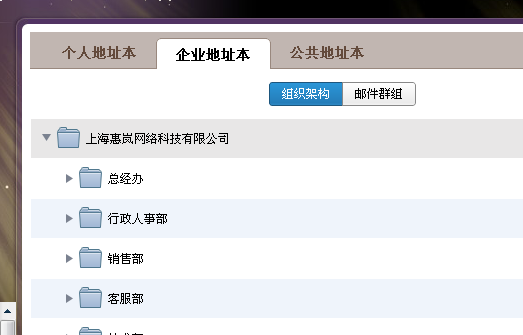 个人地址本 企业地址本 公共地址本
组织架构 邮件群组
上海惠岚网络科技有限公司
总经办
行政人事部
销售部
客服部